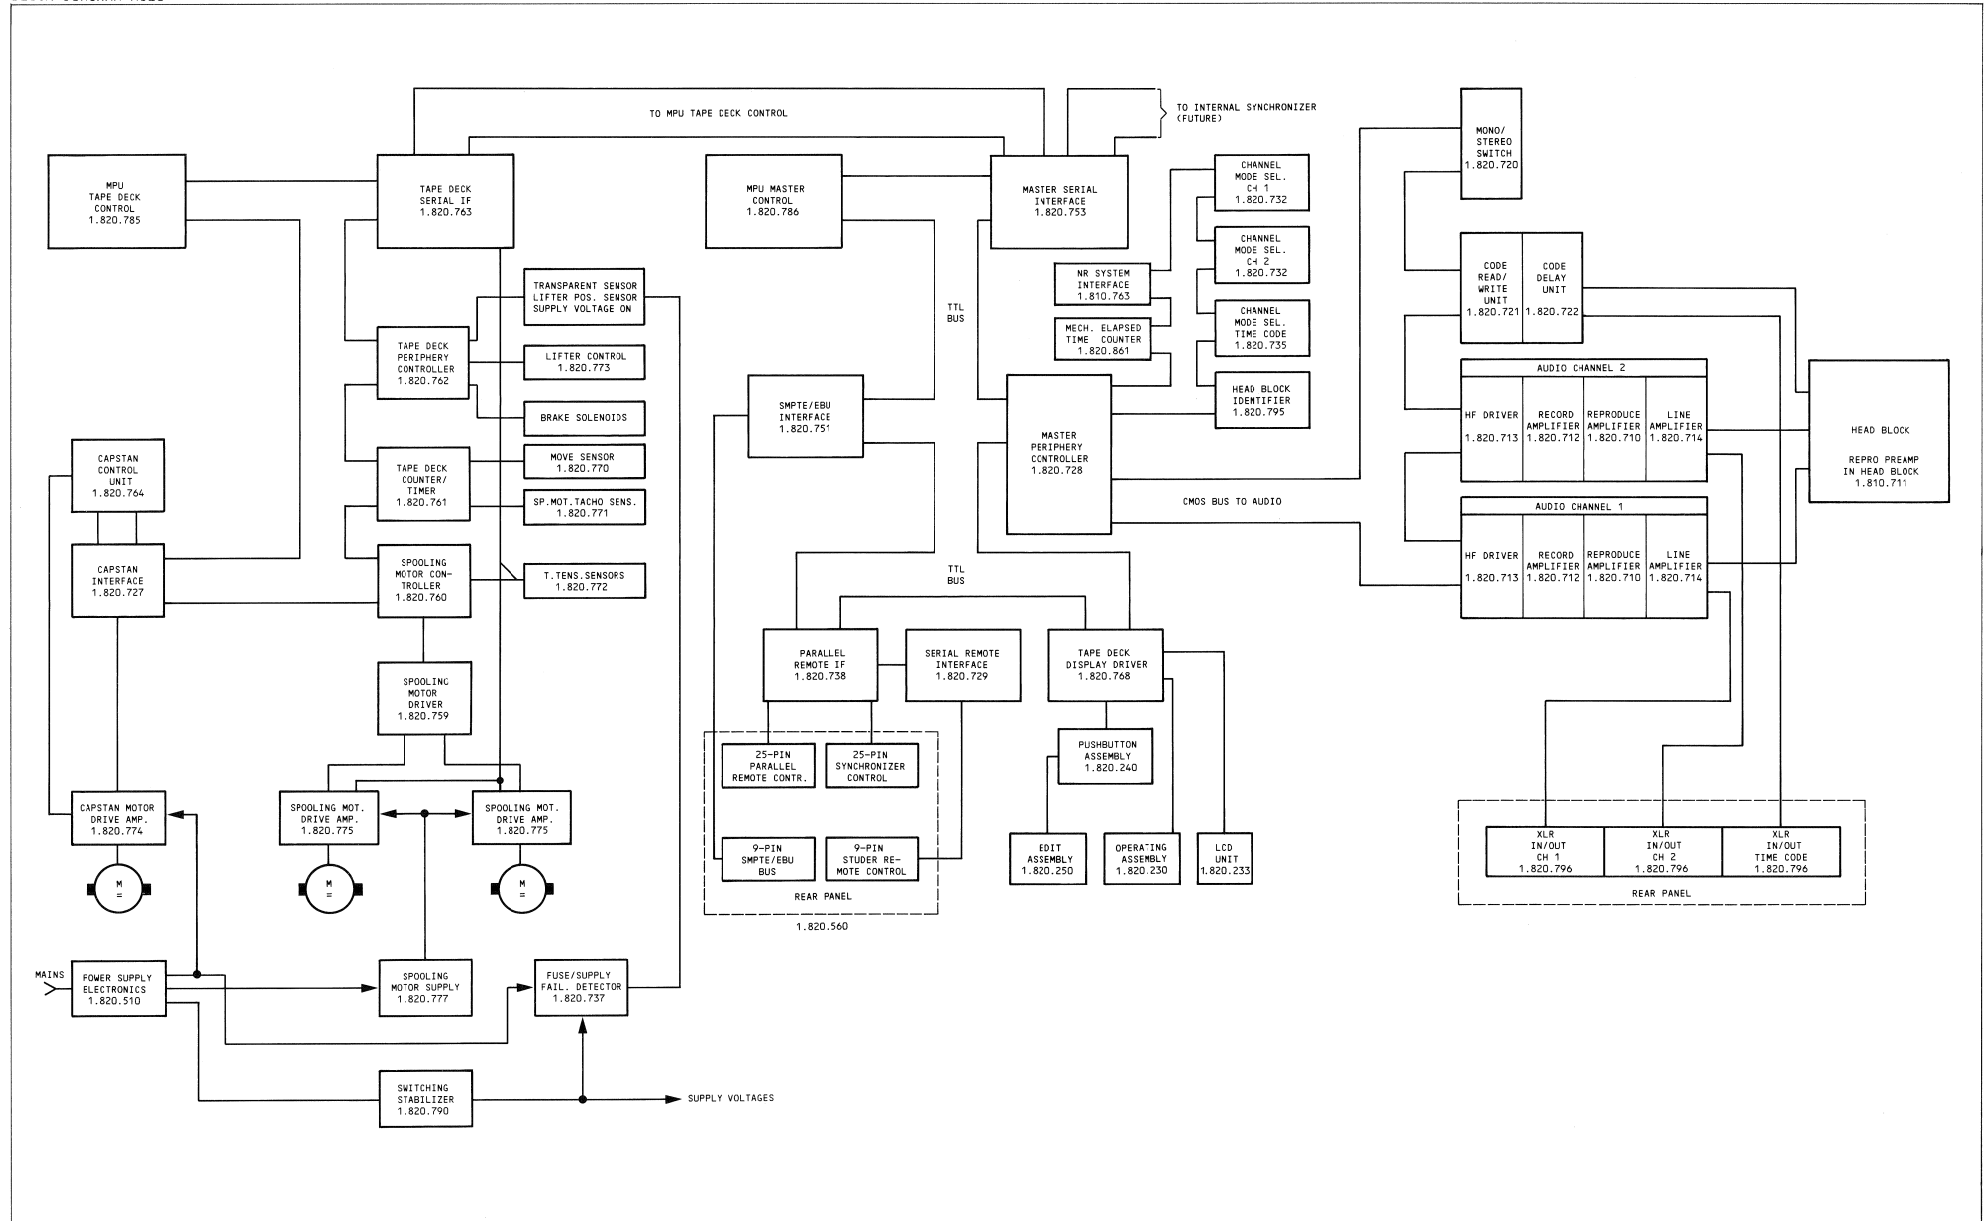 TO MPU TAPE DECK CONTROL
TO INTERNAL SYNCHRONIZER
(FUTURE)
MPU
TAPE DECK
CONTROL
1.820.785
TAPE DECK
SERIAL IF
1.820.763
MPU MASTER
CONTROL
1.820.786
MASTER SERIAL
INTERFACE
1.820.753
CHANNEL
MODE SEL.
CH 1
1.820.732
CHANNEL
MODE SEL.
CH 2
1.820.732
CHANNEL
MODE SEL.
TIME CODE
1.820.735
HEAD BLOCK
IDENTIFIER
1.820.795
NR SYSTEM
INTERFACE
1.810.763
MECH. ELAPSED
TIME COUNTER
1.820.861
MONO/
STEREO
SWITCH
1.820.720
CODE
READ/
WRITE
UNIT
1.820.721
CODE
DELAY
UNIT
1.820.722
TRANSPARENT SENSOR
LIFTER POS. SENSOR
SUPPLY VOLTAGE ON
TAPE DECK
PERIPHERY
CONTROLLER
1.820.762
LIFTER CONTROL
1.820.773
BRAKE SOLENOIDS
TTL
BUS
SMPTE/EBU
INTERFACE
1.820.751
MASTER
PERIPHERY
CONTROLLER
1.820.728
AUDIO CHANNEL 2
HF DRIVER
1.820.713
RECORD
AMPLIFIER
1.820.712
REPRODUCE
AMPLIFIER
1.820.710
LINE
AMPLIFIER
1.820.714
HEAD BLOCK
REPRO PREAMP
IN HEAD BLOCK
1.810.711
CAPSTAN
CONTROL
UNIT
1.820.764
TAPE DECK
COUNTER/
TIMER
1.820.761
MOVE SENSOR
1.820.770
SP.MOT.TACHO SENS.
1.820.771
CMOS BUS TO AUDIO
AUDIO CHANNEL 1
HF DRIVER
1.820.713
RECORD
AMPLIFIER
1.820.712
REPRODUCE
AMPLIFIER
1.820.710
LINE
AMPLIFIER
1.820.714
CAPSTAN
INTERFACE
1.820.727
SPOOLING
MOTOR CON-
TROLLER
1.820.760
T.TENS.SENSORS
1.820.772
TTL
BUS
SPOOLING
MOTOR
DRIVER
1.820.759
PARALLEL
REMOTE IF
1.820.738
SERIAL REMOTE
INTERFACE
1.820.729
TAPE DECK
DISPLAY DRIVER
1.820.768
25-PIN
PARALLEL
REMOTE CONTR.
25-PIN
SYNCHRONIZER
CONTROL
PUSHBUTTON
ASSEMBLY
1.820.240
CAPSTAN MOTOR
DRIVE AMP.
1.820.774
SPOOLING MOT.
DRIVE AMP.
1.820.775
SPOOLING MOT.
DRIVE AMP.
1.820.775
9-PIN
SMPTE/EBU
BUS
9-PIN
STUDER RE-
MOTE CONTROL
REAR PANEL
1.820.560
EDIT
ASSEMBLY
1.820.250
OPERATING
ASSEMBLY
1.820.230
LCD
UNIT
1.820.233
XLR
IN/OUT
CH 1
1.820.796
XLR
IN/OUT
CH 2
1.820.796
XLR
IN/OUT
TIME CODE
1.820.796
REAR PANEL
M
=
M
=
M
=
MAINS
POWER SUPPLY
ELECTRONICS
1.820.510
SPOOLING
MOTOR SUPPLY
1.820.777
FUSE/SUPPLY
FAIL. DETECTOR
1.820.737
SWITCHING
STABILIZER
1.820.790
SUPPLY VOLTAGES